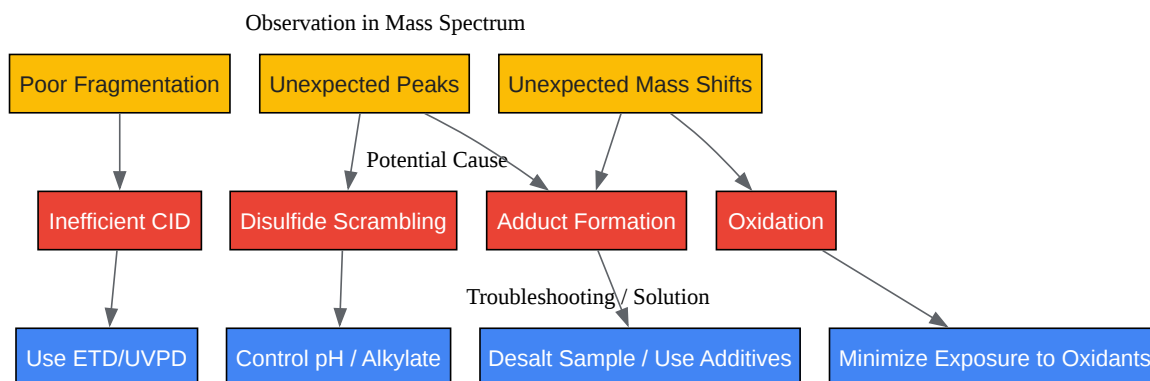 Observation in Mass Spectrum
Poor Fragmentation
Unexpected Peaks
Unexpected Mass Shifts
Potential Cause
Inefficient CID
Disulfide Scrambling
Adduct Formation
Oxidation
Troubleshooting / Solution
Use ETD/UVPD
Control pH / Alkylate
Desalt Sample / Use Additives
Minimize Exposure to Oxidants